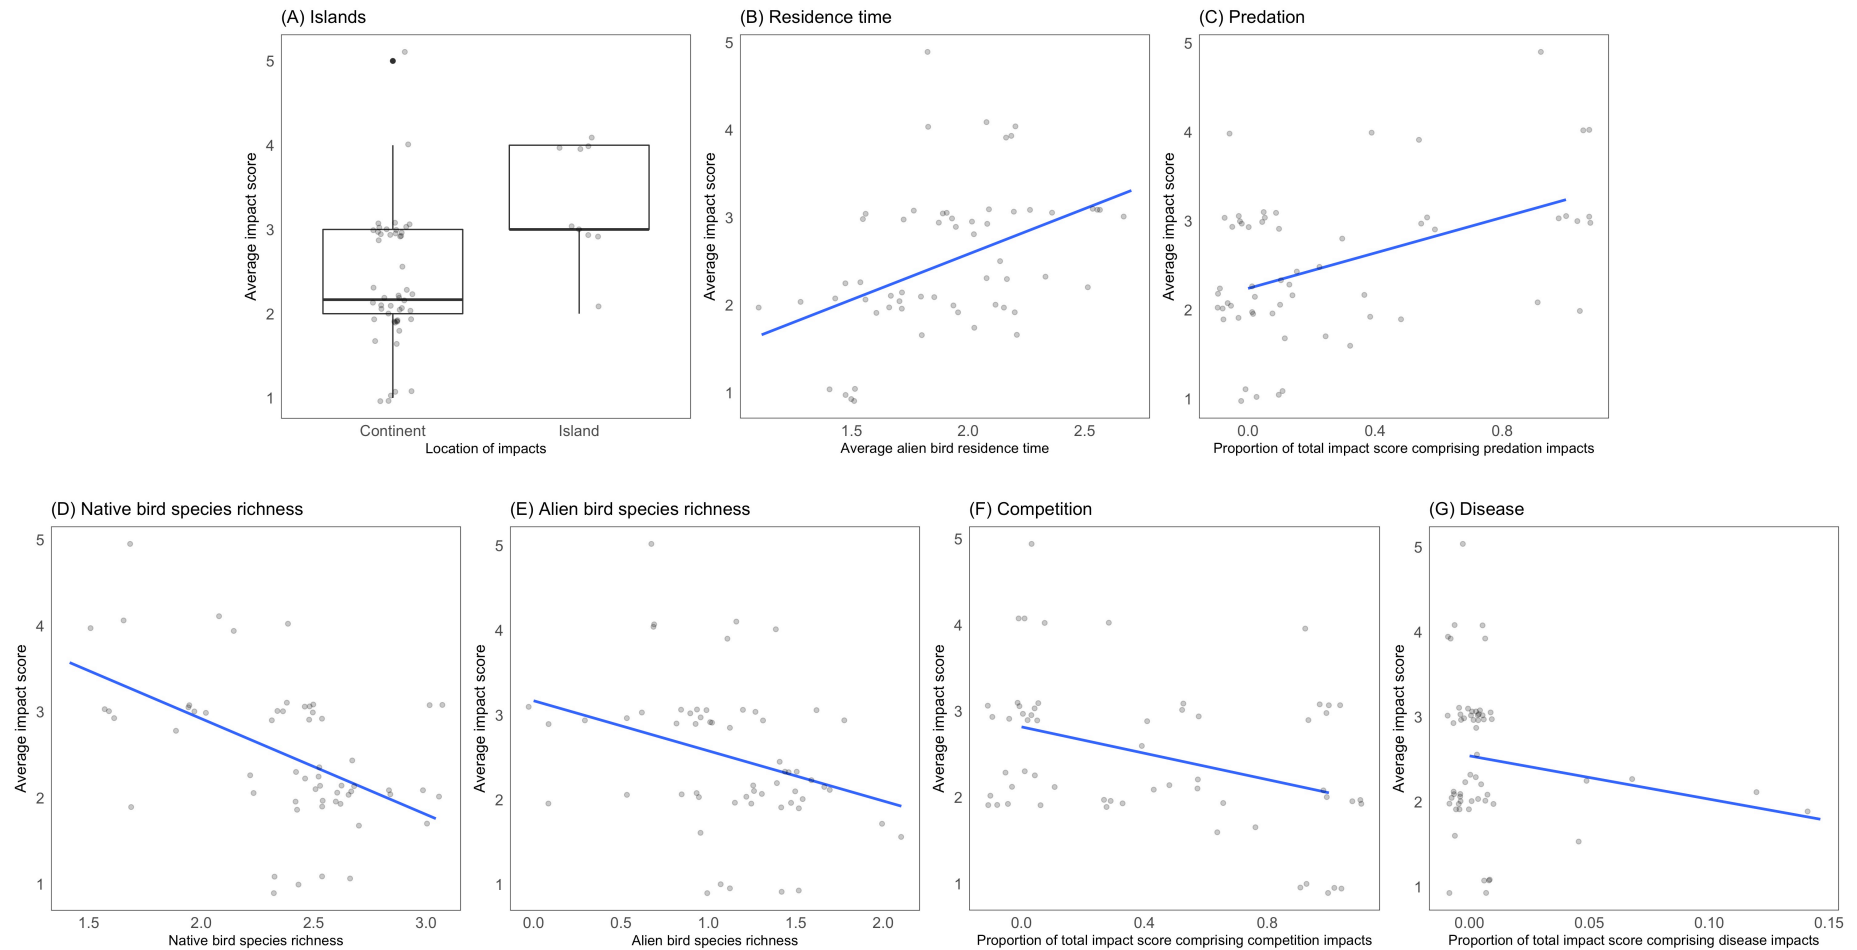 (A) Islands
Average impact score
5
4
3
2
1
Continent Island
Location of impacts
(B) Residence time
Average impact score
5
4
3
2
1
1.5 2.0 2.5
Average alien bird residence time
(C) Predation
Average impact score
5
4
3
2
1
0.0 0.4 0.8
Proportion of total impact score comprising predation impacts
(D) Native bird species richness
Average impact score
5
4
3
2
1
1.5 2.0 2.5 3.0
Native bird species richness
(E) Alien bird species richness
Average impact score
5
4
3
2
1
0.0 0.5 1.0 1.5 2.0
Alien bird species richness
(F) Competition
Average impact score
5
4
3
2
1
0.0 0.4 0.8
Proportion of total impact score comprising competition impacts
(G) Disease
Average impact score
5
4
3
2
1
0.00 0.05 0.10 0.15
Proportion of total impact score comprising disease impacts